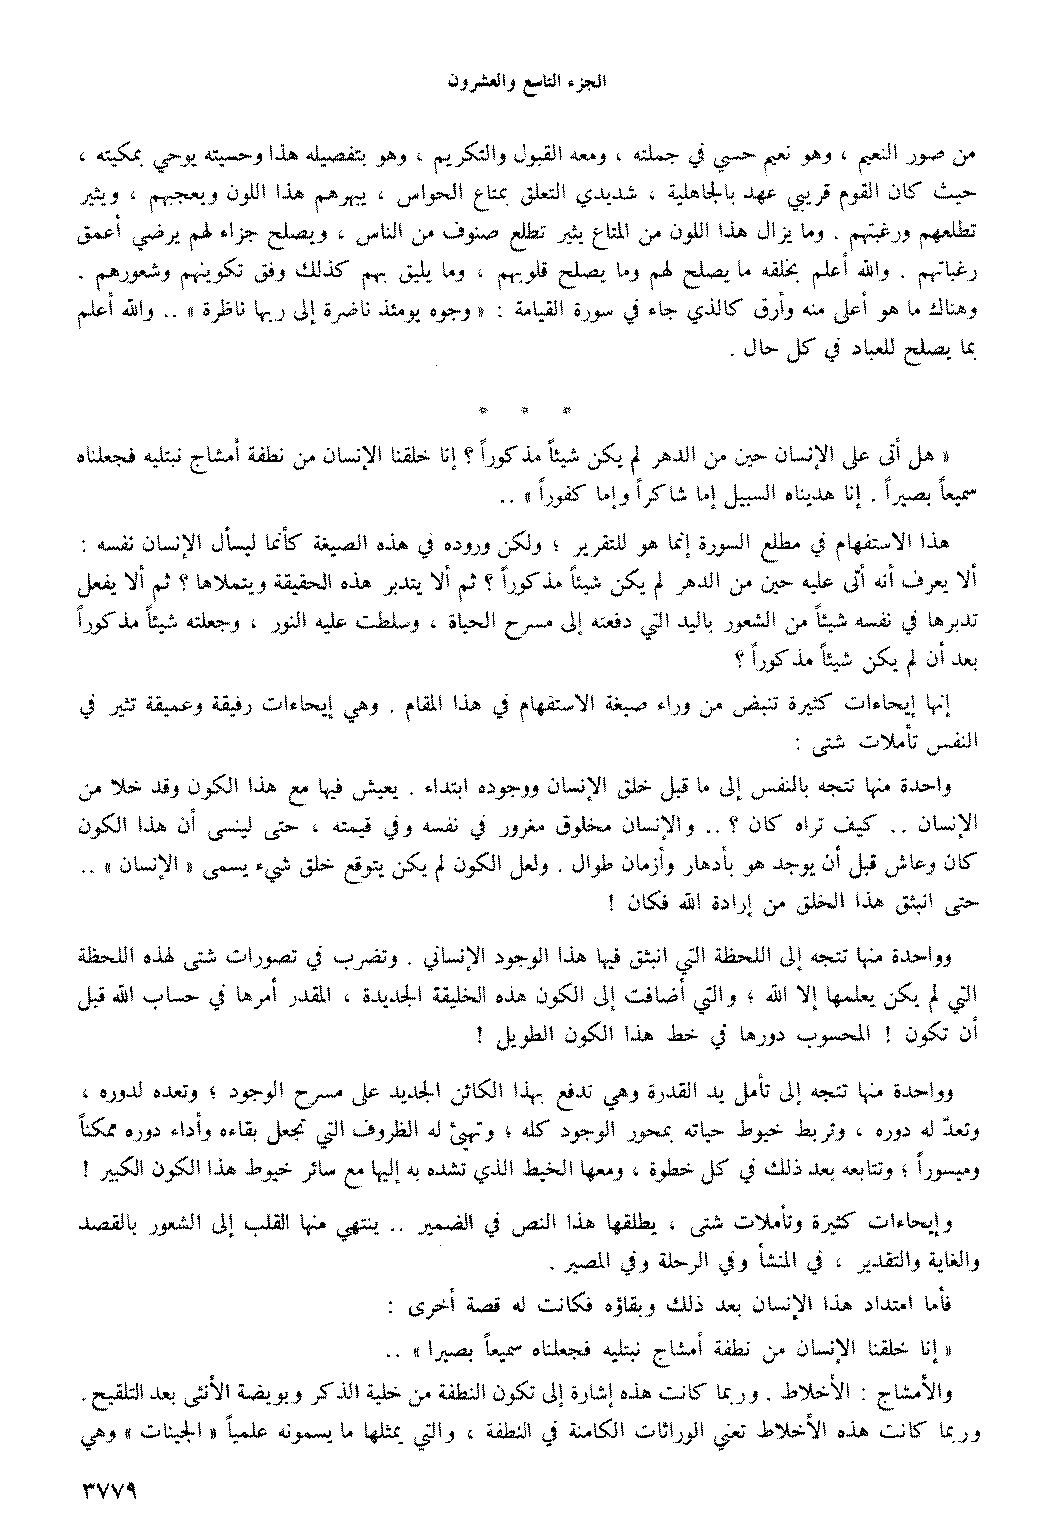 الجزء التاسع والعشرون
من صور النعيم ، وهو نعيم حسي في جملته ، ومعه القبول والتكريم ، وهو بتفصيله هذا وحسيته يوحي بمكيته ،
حيث كان القوم قريبي عهد بالجاهلية ، شديدي التعلق بمتاع الحواس ، يبهرهم هذا اللون ويعجبهم ، ويثير
تطلعهم ورغبتهم . وما يزال هذا اللون من المتاع يثير تطلع صنوف من الناس ، ويصلح جزاء لهم يرضي أعمق
رغباتهم . والله أعلم بخلقه ما يصلح لهم وما يصلح قلوبهم ، وما يليق بهم كذلك وفق تكوينهم وشعورهم .
وهناك ما هو أعلى منه وأرق كالذي جاء في سورة القيامة : « وجوه يومئذ ناضرة إلى ربها ناظرة » .. والله أعلم
بما يصلح للعباد في كل حال .
* * *
« هل أتى على الإنسان حين من الدهر لم يكن شيئاً مذكوراً ؟ إنا خلقنا الإنسان من نطفة أمشاج نبتليه فجعلناه
سميعاً بصيراً . إنا هديناه السبيل إما شاكراً وإما كفوراً » ..
هذا الاستفهام في مطلع السورة إنما هو للتقرير ؛ ولكن وروده في هذه الصيغة كأنما ليسأل الإنسان نفسه :
ألا يعرف أنه أتى عليه حين من الدهر لم يكن شيئاً مذكوراً ؟ ثم ألا يتدبر هذه الحقيقة ويتملاها ؟ ثم ألا يفعل
تدبرها في نفسه شيئاً من الشعور باليد التي دفعته إلى مسرح الحياة ، وسلطت عليه النور ، وجعلته شيئاً مذكوراً
بعد أن لم يكن شيئاً مذكوراً ؟
إنها إيحاءات كثيرة تنبض من وراء صيغة الاستفهام في هذا المقام . وهي إيحاءات رفيقة وعميقة تثير في
النفس تأملات شتى :
واحدة منها تتجه بالنفس إلى ما قبل خلق الإنسان ووجوده ابتداء . يعيش فيها مع هذا الكون وقد خلا من
الإنسان .. كيف تراه كان ؟ .. والإنسان مخلوق مغرور في نفسه وفي قيمته ، حتى لينسى أن هذا الكون
كان وعاش قبل أن يوجد هو بأدهار وأزمان طوال . ولعل الكون لم يكن يتوقع خلق شيء يسمى « الإنسان » ..
حتى انبثق هذا الخلق من إرادة الله فكان !
وواحدة منها تتجه إلى اللحظة التي انبثق فيها هذا الوجود الإنساني . وتضرب في تصورات شتى لهذه اللحظة
التي لم يكن يعلمها إلا الله ؛ والتي أضافت إلى الكون هذه الخليقة الجديدة ، المقدر أمرها في حساب الله قبل
أن تكون ! المحسوب دورها في خط هذا الكون الطويل !
وواحدة منها تتجه إلى تأمل يد القدرة وهي تدفع بهذا الكائن الجديد على مسرح الوجود ؛ وتعده لدوره ،
وتعدّ له دوره ، وتربط خيوط حياته بمحور الوجود كله ؛ وتهيئ له الظروف التي تجعل بقاءه وأداء دوره ممكناً
وميسوراً ؛ وتتابعه بعد ذلك في كل خطوة ، ومعها الخيط الذي تشده به إليها مع سائر خيوط هذا الكون الكبير !
وإيحاءات كثيرة وتأملات شتى ، يطلقها هذا النص في الضمير .. ينتهي منها القلب إلى الشعور بالقصد
والغاية والتقدير ، في المنشأ وفي الرحلة وفي المصير .
فأما امتداد هذا الإنسان بعد ذلك وبقاؤه فكانت له قصة أخرى :
« إنا خلقنا الإنسان من نطفة أمشاج نبتليه فجعلناه سميعاً بصيرا » ..
والأمشاج : الأخلاط . وربما كانت هذه إشارة إلى تكون النطفة من خلية الذكر وبويضة الأنثى بعد التلقيح .
وربما كانت هذه الأخلاط تعني الوراثات الكامنة في النطفة ، والتي يمثلها ما يسمونه علمياً « الجينات » وهي
٣٧٧٩